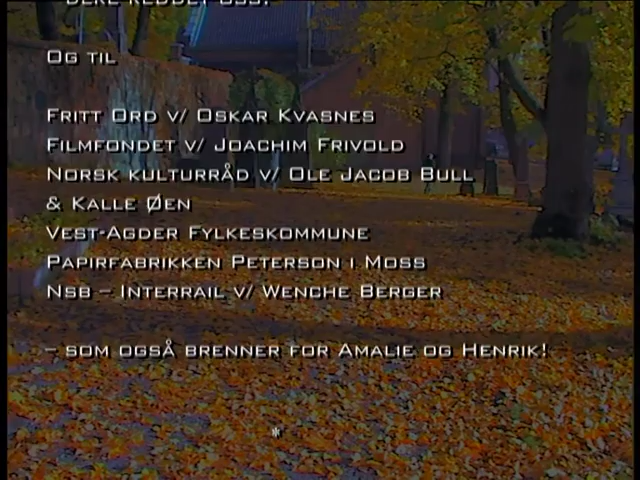 Og til
Fritt Ord v/ Oskar Kvasnes
Filmfondet v/ Joachim Frivold
Norsk kulturråd v/ Ole Jacob Bull
& Kalle Øen
Vest-Agder Fylkeskommune
Papirfabrikken Peterson i Moss
Nsb – Interrail v/ Wenche Berger
– som også brenner for Amalie og Henrik!
*